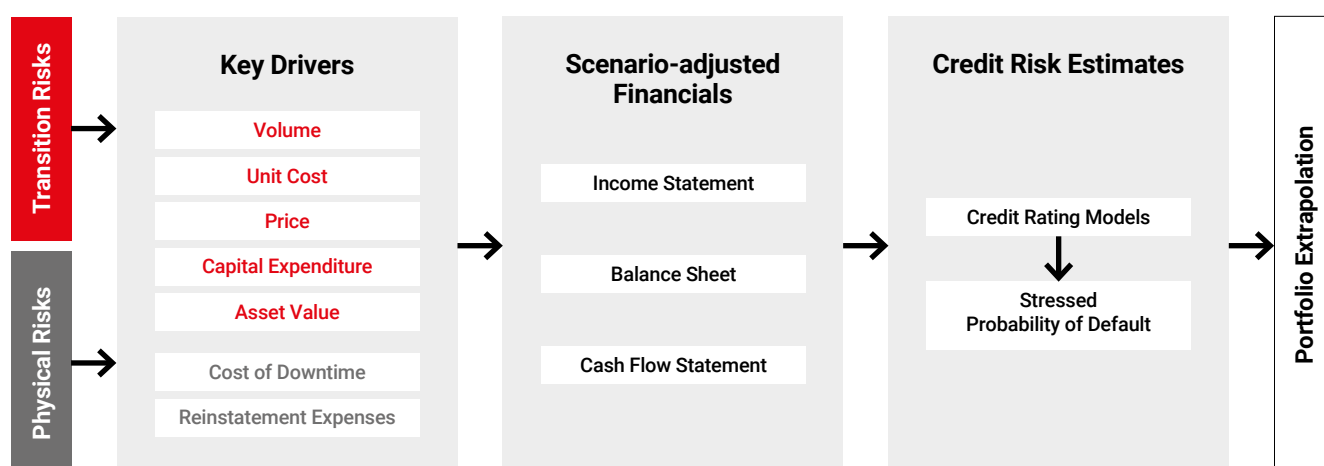 Transition Risks
Physical Risks
Key Drivers
Volume
Unit Cost
Price
Capital Expenditure
Asset Value
Cost of Downtime
Reinstatement Expenses
Scenario-adjusted
Financials
Income Statement
Balance Sheet
Cash Flow Statement
Credit Risk Estimates
Credit Rating Models
Stressed
Probability of Default
Portfolio Extrapolation